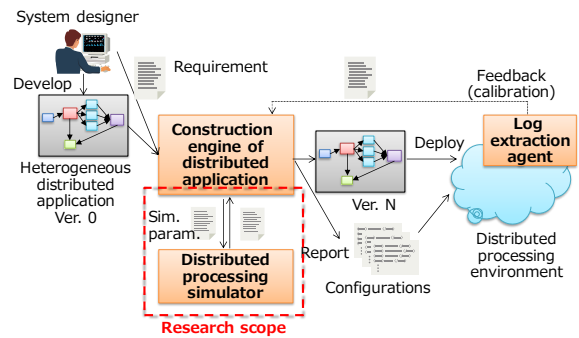 System designer
Develop
Requirement
Feedback
(calibration)
Heterogeneous
distributed
application
Ver. 0
Construction
engine of
distributed
application
Ver. N
Deploy
Log
extraction
agent
Sim.
param.
Distributed
processing
simulator
Research scope
Report
Configurations
Distributed
processing
environment